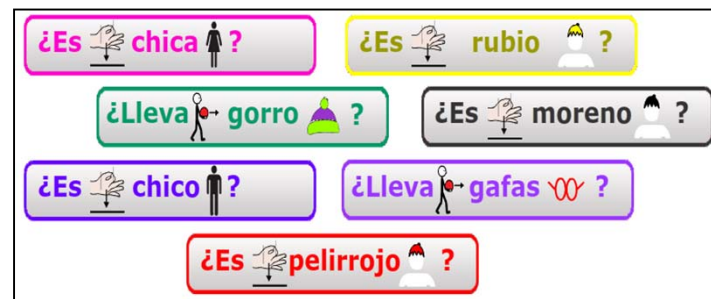 ¿Es chica ?
¿Es rubio ?
¿Lleva gorro ?
¿Es moreno ?
¿Es chico ?
¿Lleva gafas ?
¿Es pelirrojo ?